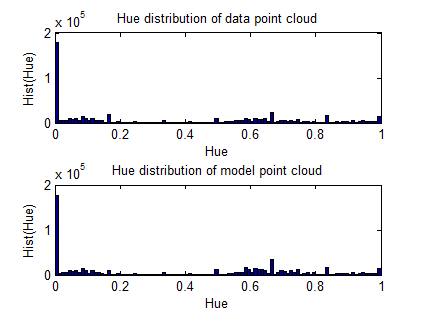 Hue distribution of data point cloud
x 10^5
2
1
0
Hist(Hue)
0 0.2 0.4 0.6 0.8 1
Hue
Hue distribution of model point cloud
x 10^5
2
1
0
Hist(Hue)
0 0.2 0.4 0.6 0.8 1
Hue